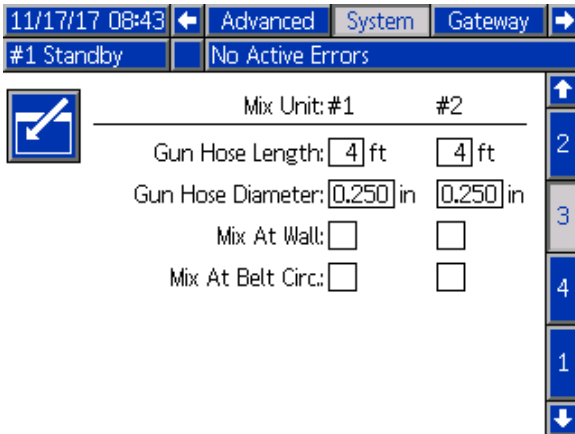 11/17/17 08:43 Advanced System Gateway
#1 Standby No Active Errors
Mix Unit: #1 #2
2
Gun Hose Length: 4 ft 4 ft
Gun Hose Diameter: 0.250 in 0.250 in
3
Mix At Wall:
Mix At Belt Circ.:
4
1